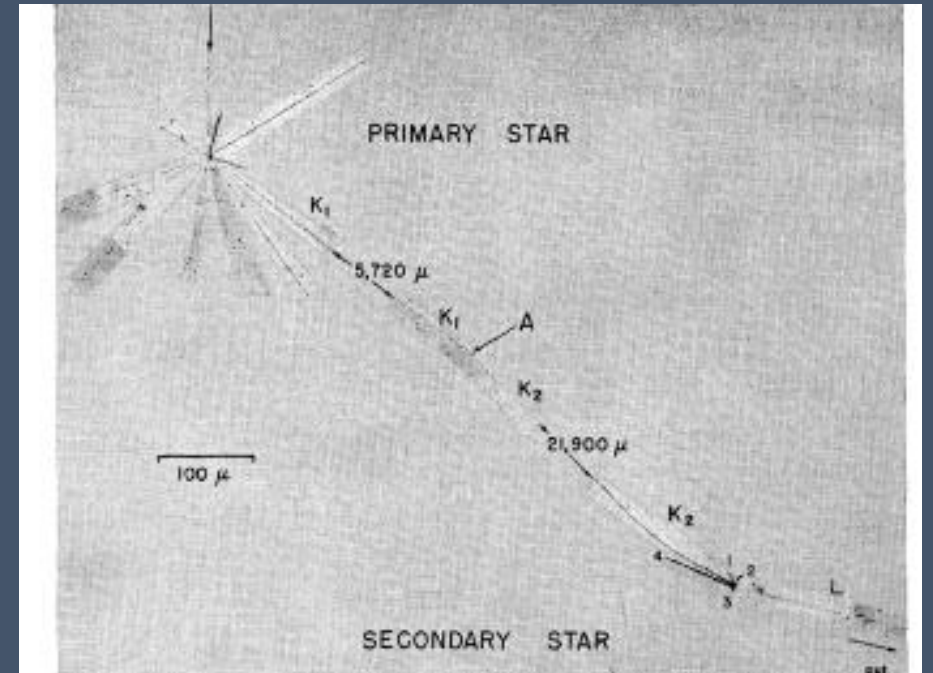 PRIMARY STAR
K₁
5,720 μ
K₁
A
K₂
21,900 μ
100 μ
K₂
1
2
4
3
L
SECONDARY STAR